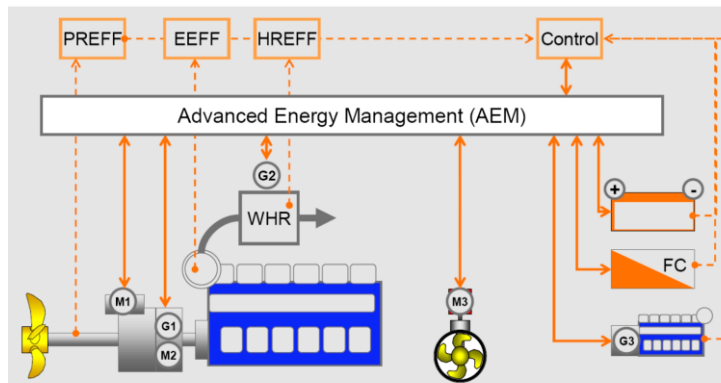 PREFF
EEFF
HREFF
Control
Advanced Energy Management (AEM)
G2
+
-
WHR
FC
M1
M3
G1
M2
G3